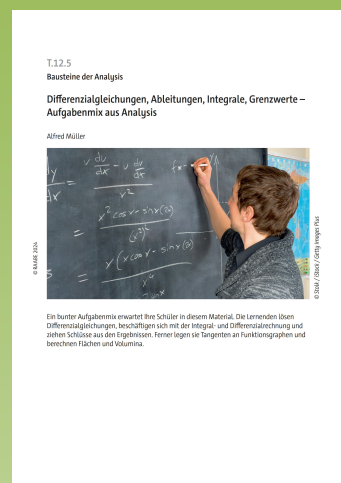 T.12.5
Bausteine der Analysis
Differenzialgleichungen, Ableitungen, Integrale, Grenzwerte –
Aufgabenmix aus Analysis
Alfred Müller
© RAABE 2024
© Stok / iStock / Getty Images Plus
Ein bunter Aufgabenmix erwartet Ihre Schüler in diesem Material. Die Lernenden lösen
Differenzialgleichungen, beschäftigen sich mit der Integral- und Differenzialrechnung und
ziehen Schlüsse aus den Ergebnissen. Ferner legen sie Tangenten an Funktionsgraphen und
berechnen Flächen und Volumina.